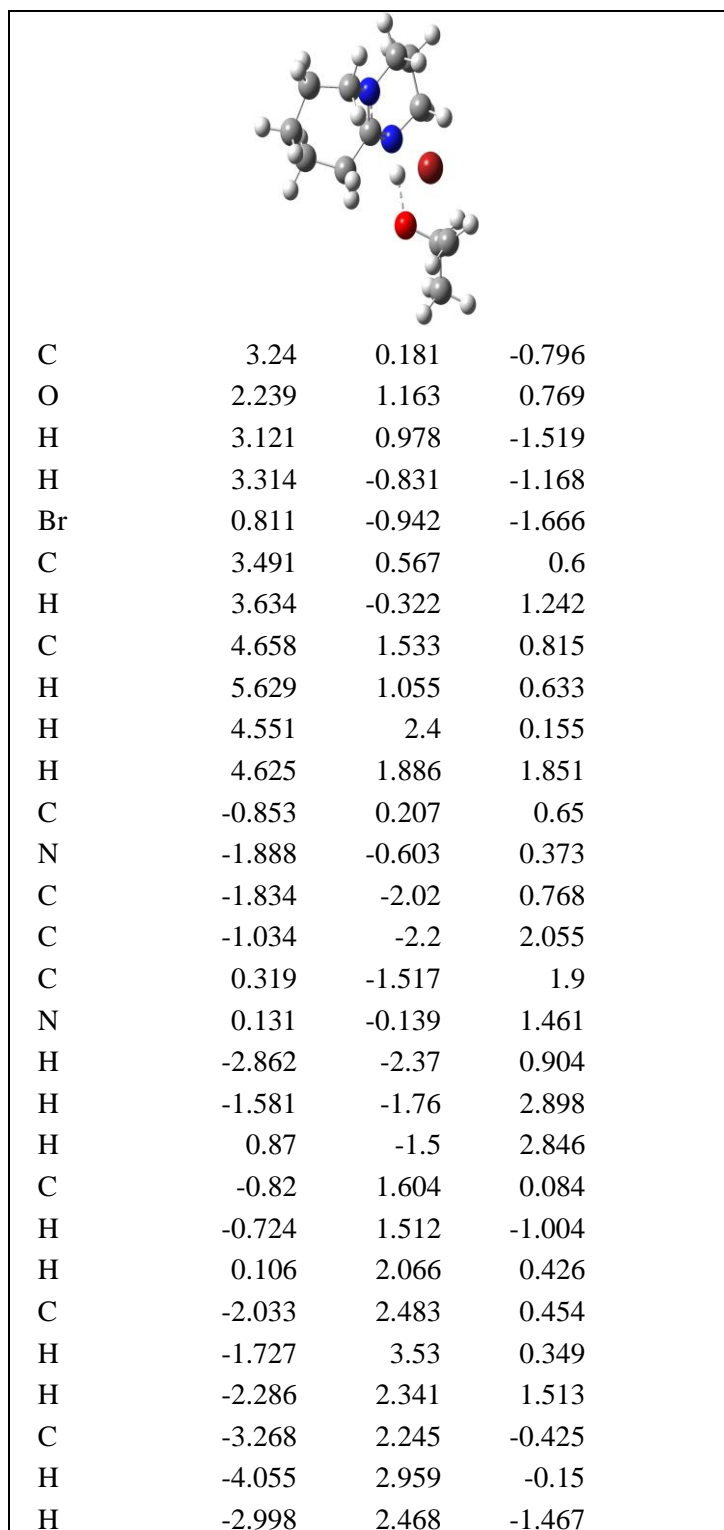 C 3.24 0.181 -0.796
O 2.239 1.163 0.769
H 3.121 0.978 -1.519
H 3.314 -0.831 -1.168
Br 0.811 -0.942 -1.666
C 3.491 0.567 0.6
H 3.634 -0.322 1.242
C 4.658 1.533 0.815
H 5.629 1.055 0.633
H 4.551 2.4 0.155
H 4.625 1.886 1.851
C -0.853 0.207 0.65
N -1.888 -0.603 0.373
C -1.834 -2.02 0.768
C -1.034 -2.2 2.055
C 0.319 -1.517 1.9
N 0.131 -0.139 1.461
H -2.862 -2.37 0.904
H -1.581 -1.76 2.898
H 0.87 -1.5 2.846
C -0.82 1.604 0.084
H -0.724 1.512 -1.004
H 0.106 2.066 0.426
C -2.033 2.483 0.454
H -1.727 3.53 0.349
H -2.286 2.341 1.513
C -3.268 2.245 -0.425
H -4.055 2.959 -0.15
H -2.998 2.468 -1.467